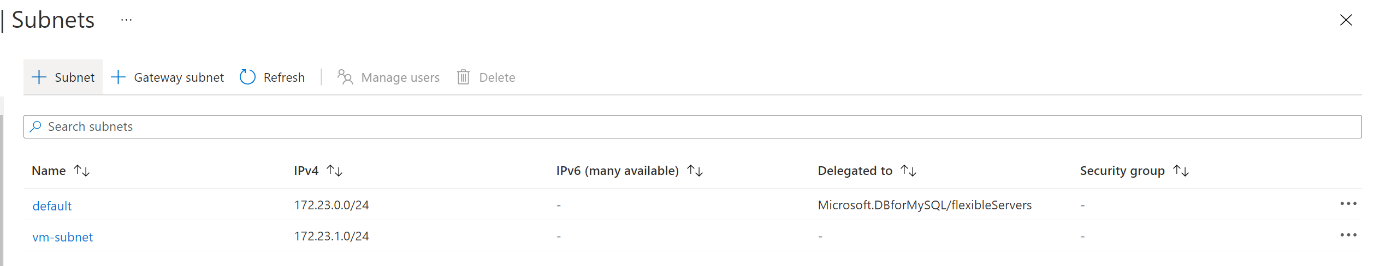 | Subnets ...
Subnet Gateway subnet Refresh Manage users Delete
Search subnets
Name IPv4 IPv6 (many available) Delegated to Security group
default 172.23.0.0/24 - Microsoft.DBforMySQL/flexibleServers -
vm-subnet 172.23.1.0/24 - - -